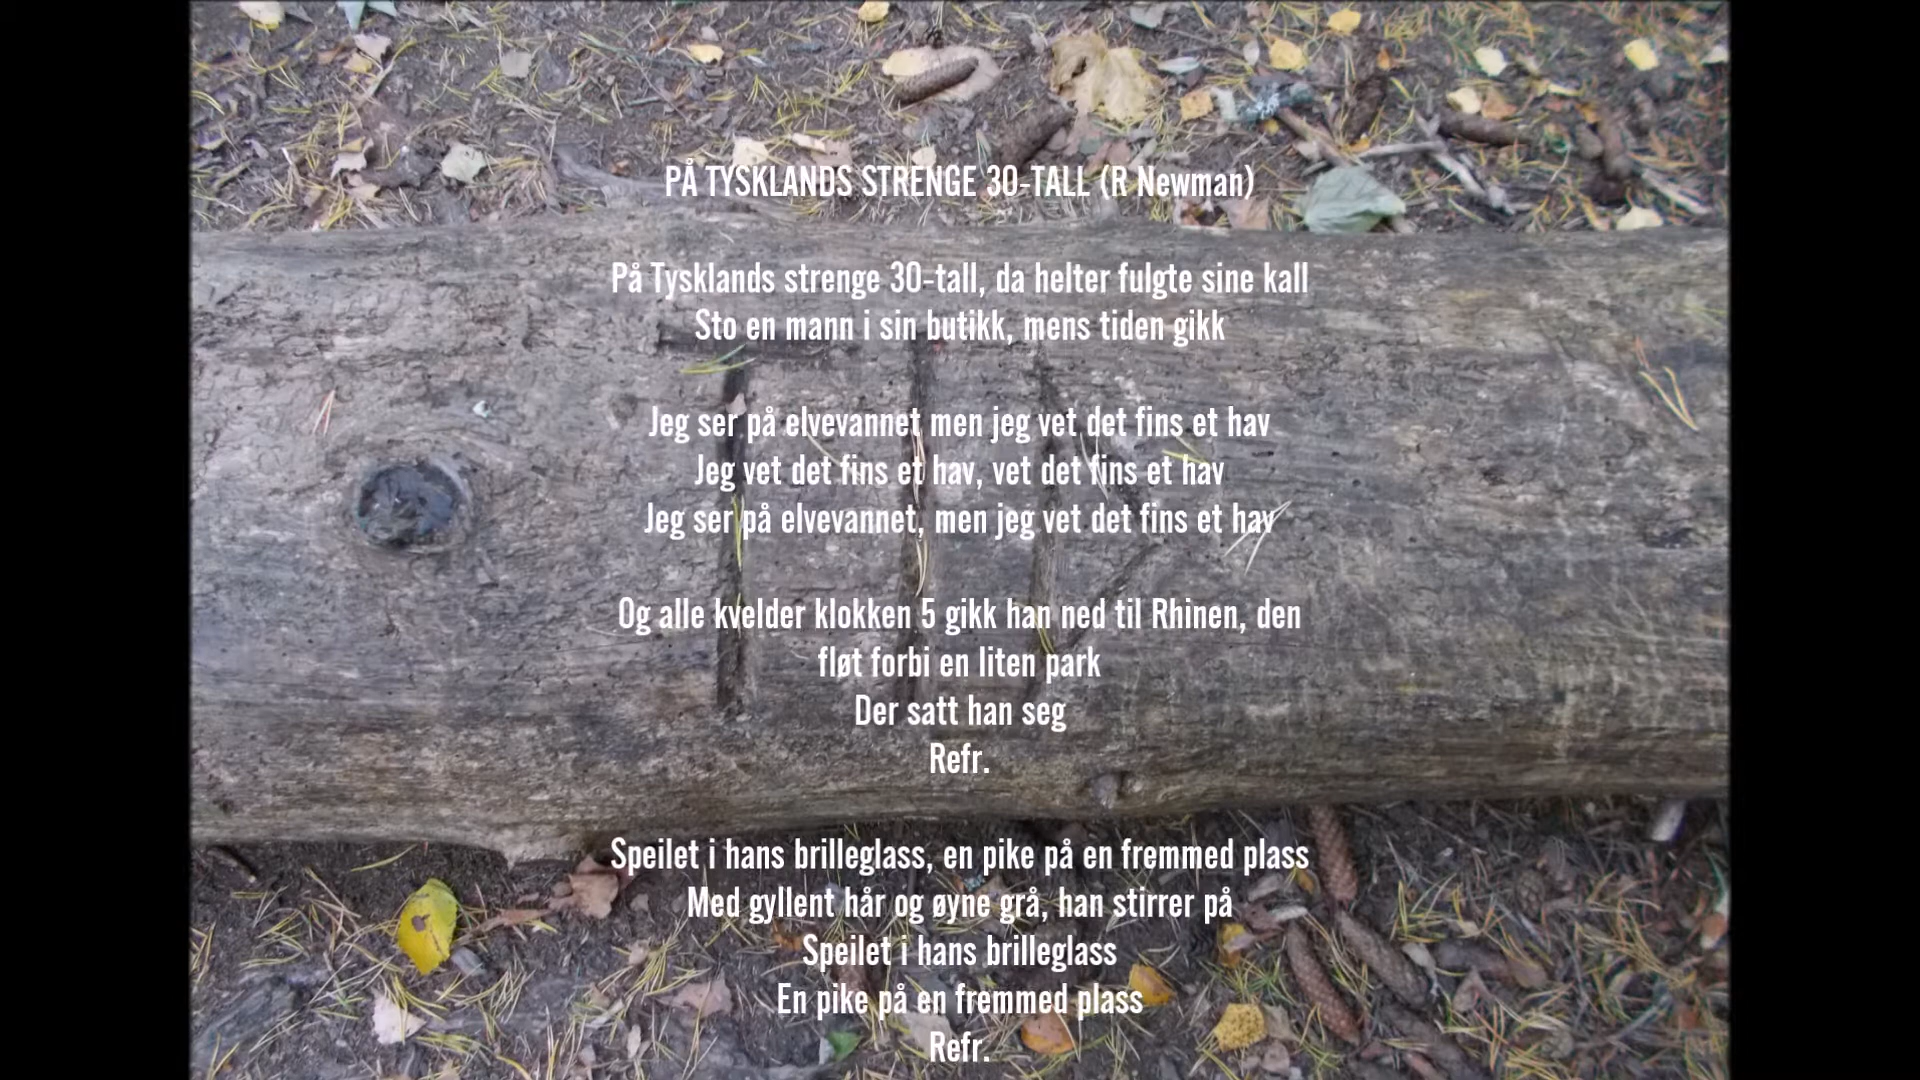 PÅ TYSKLANDS STRENGE 30-TALL (R Newman)
På Tysklands strenge 30-tall, da helter fulgte sine kall
Sto en mann i sin butikk, mens tiden gikk
Jeg ser på elvevannet men jeg vet det fins et hav
Jeg vet det fins et hav, vet det fins et hav
Jeg ser på elvevannet, men jeg vet det fins et hav
Og alle kvelder klokken 5 gikk han ned til Rhinen, den
fløt forbi en liten park
Der satt han seg
Refr.
Speilet i hans brilleglass, en pike på en fremmed plass
Med gyllent hår og øyne grå, han stirrer på
Speilet i hans brilleglass
En pike på en fremmed plass
Refr.